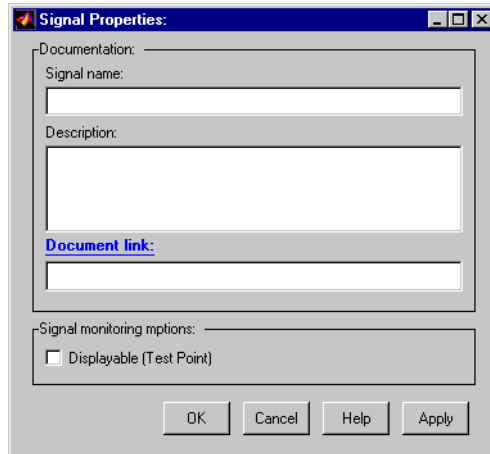 Signal Properties:
Documentation:
Signal name:
Description:
Document link:
Signal monitoring mptions:
Displayable (Test Point)
OK Cancel Help Apply